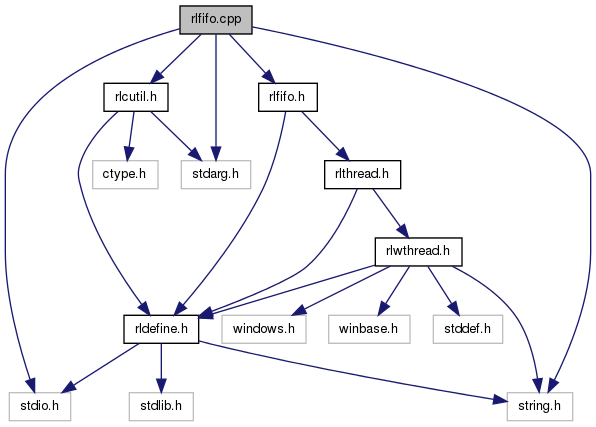 rlfifo.cpp
rlcutil.h
rlfifo.h
ctype.h
stdarg.h
rlthread.h
rlwthread.h
rldefine.h
windows.h
winbase.h
stddef.h
stdio.h
stdlib.h
string.h